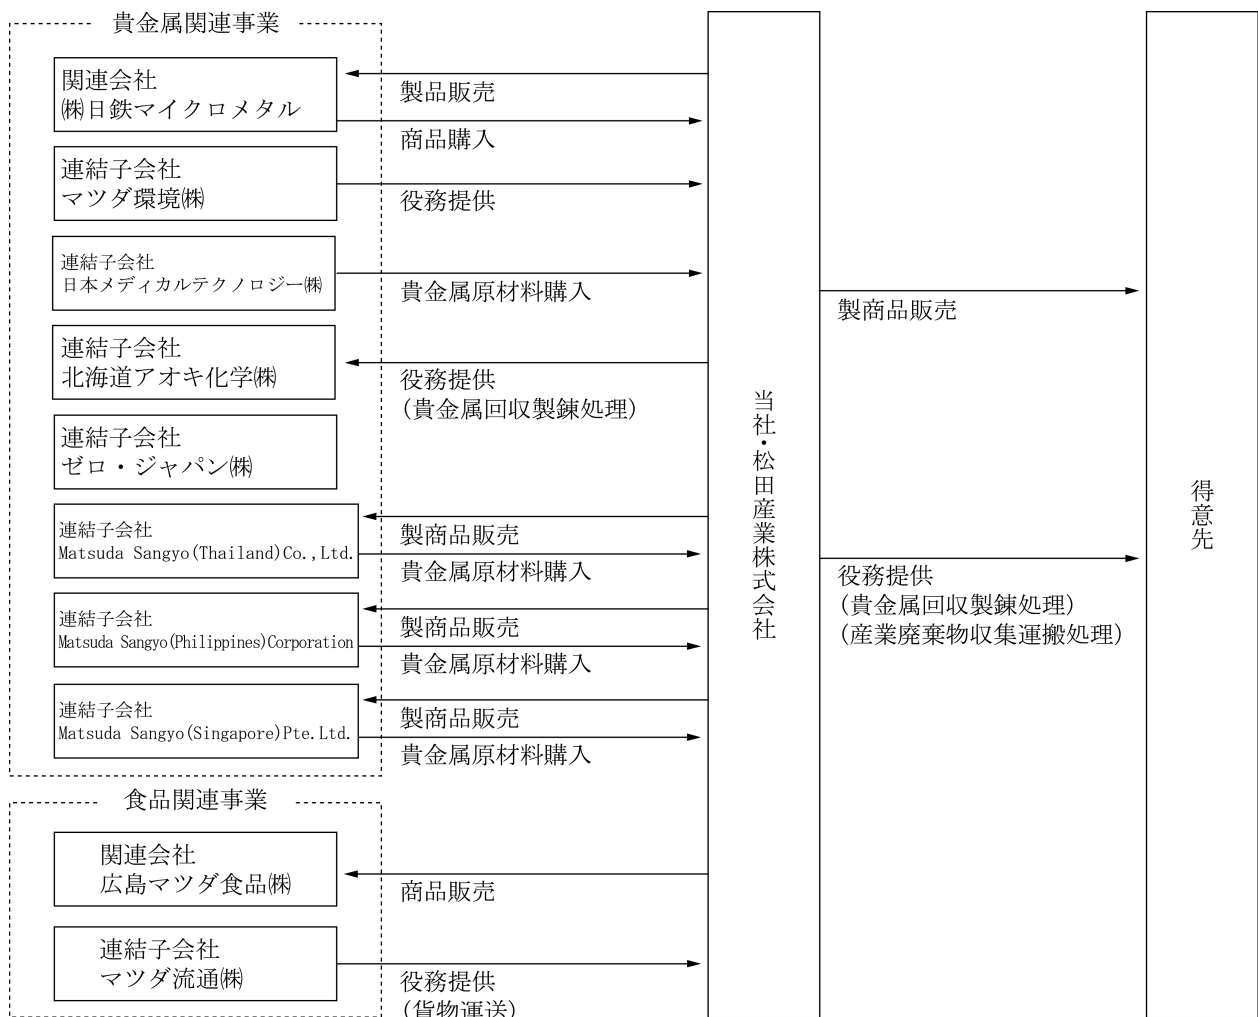 貴金属関連事業
関連会社
㈱日鉄マイクロメタル
製品販売
商品購入
連結子会社
マツダ環境㈱
役務提供
連結子会社
日本メディカルテクノロジー㈱
貴金属原材料購入
連結子会社
北海道アオキ化学㈱
役務提供
(貴金属回収製錬処理)
連結子会社
ゼロ・ジャパン㈱
連結子会社
Matsuda Sangyo(Thailand)Co.,Ltd.
製商品販売
貴金属原材料購入
連結子会社
Matsuda Sangyo(Philippines)Corporation
製商品販売
貴金属原材料購入
連結子会社
Matsuda Sangyo(Singapore)Pte.Ltd.
製商品販売
貴金属原材料購入
食品関連事業
関連会社
広島マツダ食品㈱
商品販売
連結子会社
マツダ流通㈱
役務提供
(貨物運送)
当社・松田産業株式会社
製商品販売
役務提供
(貴金属回収製錬処理)
(産業廃棄物収集運搬処理)
得意先